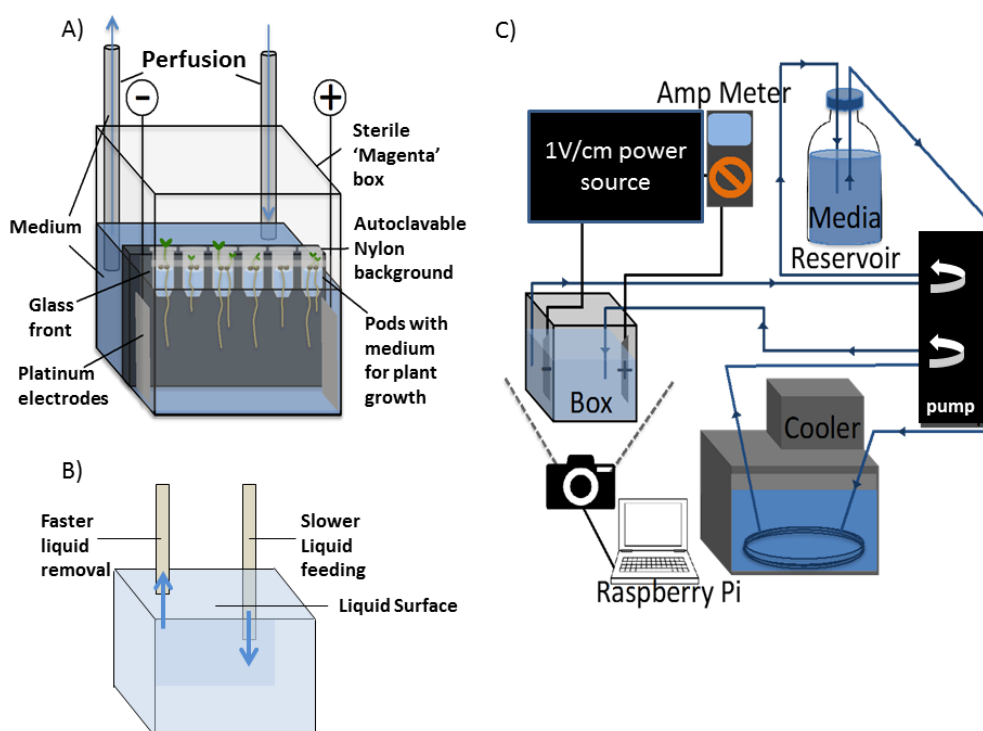 A)
Perfusion
-
+
Sterile
‘Magenta’
box
Medium
Autoclavable
Nylon
background
Glass
front
Platinum
electrodes
Pods with
medium
for plant
growth
B)
Faster
liquid
removal
Slower
Liquid
feeding
Liquid Surface
C)
Amp Meter
1V/cm power
source
Media
Reservoir
-
+
Box
pump
Cooler
Raspberry Pi